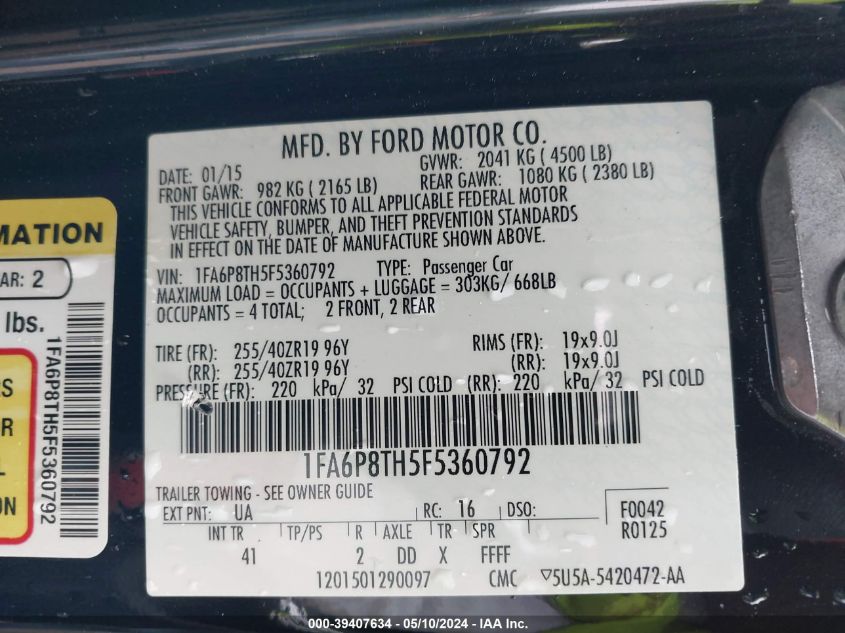 MFD. BY FORD MOTOR CO.
DATE: 01/15 GVWR: 2041 KG ( 4500 LB)
FRONT GAWR: 982 KG ( 2165 LB) REAR GAWR: 1080 KG ( 2380 LB)
THIS VEHICLE CONFORMS TO ALL APPLICABLE FEDERAL MOTOR
VEHICLE SAFETY, BUMPER, AND THEFT PREVENTION STANDARDS
IN EFFECT ON THE DATE OF MANUFACTURE SHOWN ABOVE.
VIN: 1FA6P8TH5F5360792 TYPE: Passenger Car
MAXIMUM LOAD = OCCUPANTS + LUGGAGE = 303KG/ 668LB
OCCUPANTS = 4 TOTAL; 2 FRONT, 2 REAR
TIRE (FR): 255/40ZR19 96Y RIMS (FR): 19x9.0J
(RR): 255/40ZR19 96Y (RR): 19x9.0J
PRESSURE (FR): 220 kPa/ 32 PSI COLD (RR): 220 kPa/ 32 PSI COLD
1FA6P8TH5F5360792
TRAILER TOWING - SEE OWNER GUIDE
EXT PNT: UA RC: 16 DSO: F0042
R0125
INT TR TP/PS R AXLE TR SPR
41 2 DD X FFFF
1201501290097 CMC ▽5U5A-5420472-AA
MATION
AR: 2
lbs.
RS
R
L
ON
1FA6P8TH5F5360792
000-39407634 - 05/10/2024 - IAA Inc.